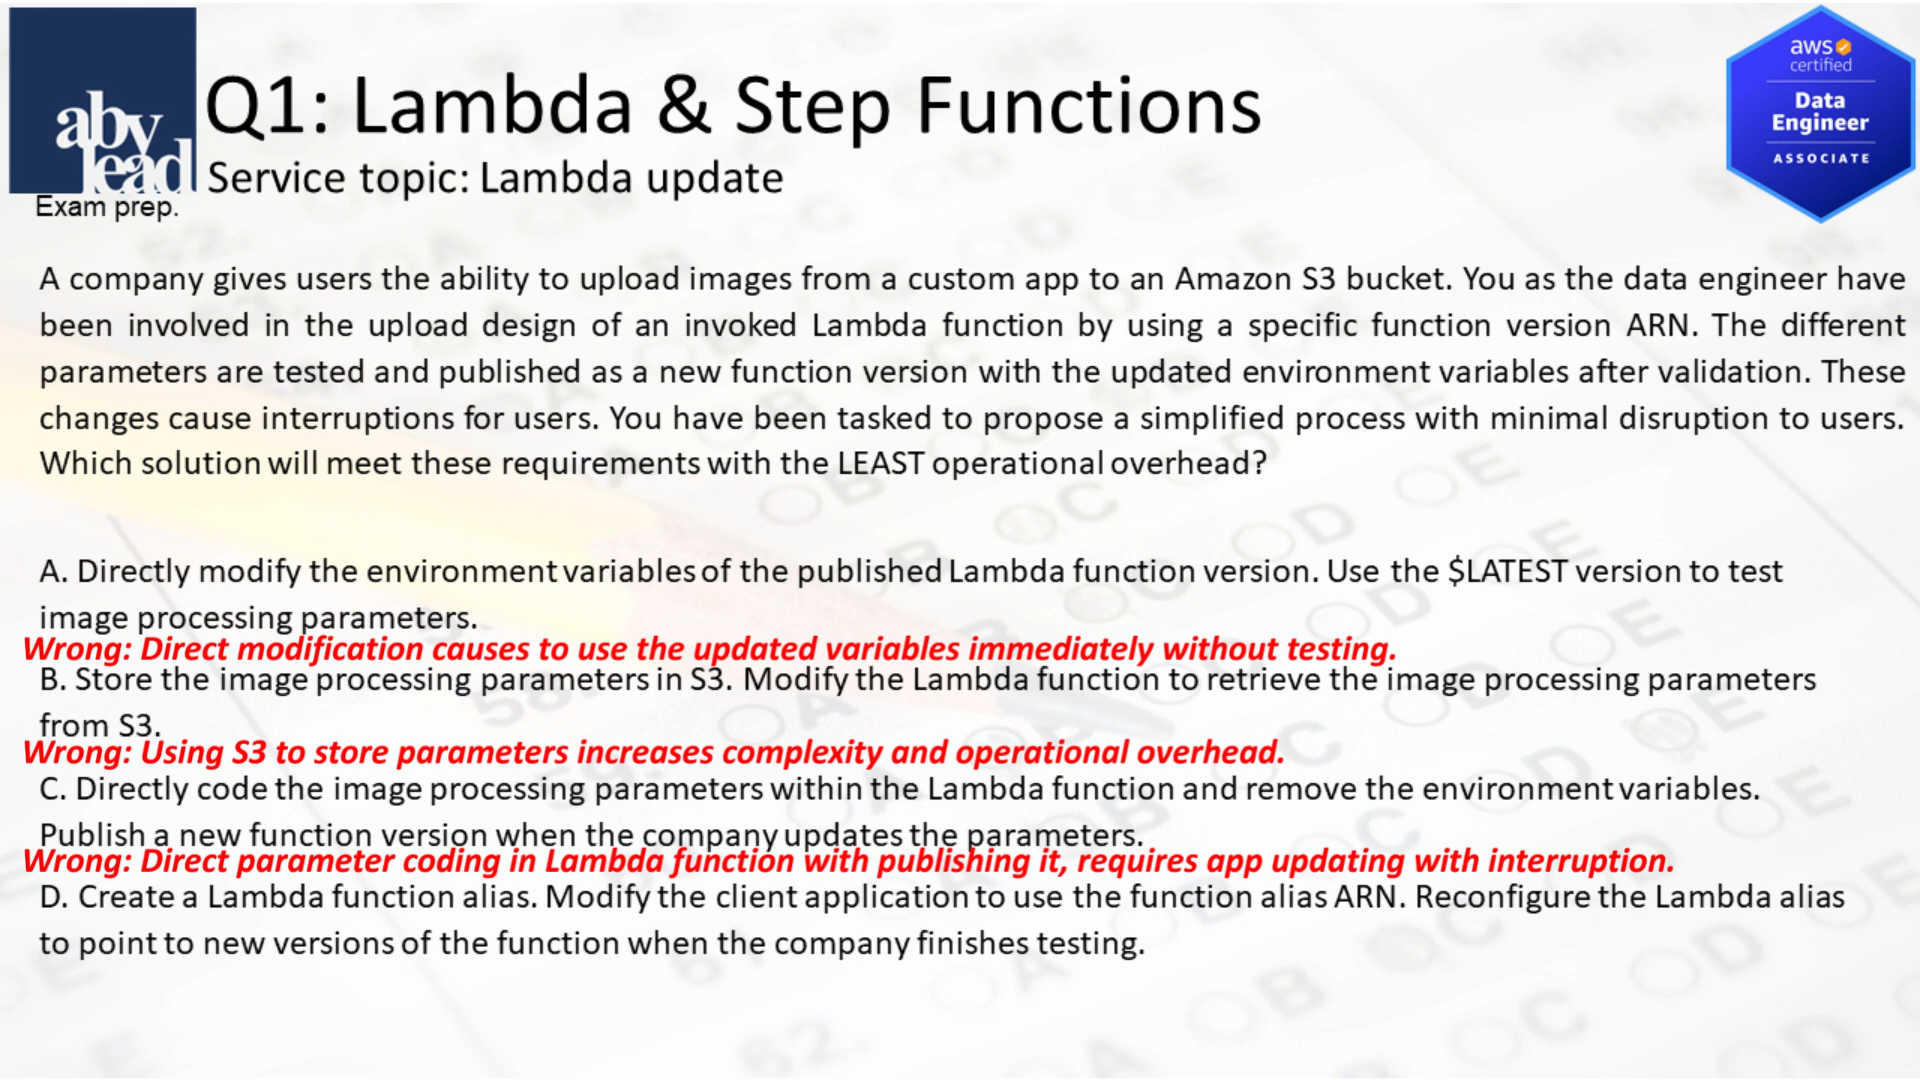 aby
lead
Exam prep.
Q1: Lambda & Step Functions
Service topic: Lambda update
aws
certified
Data
Engineer
ASSOCIATE
A company gives users the ability to upload images from a custom app to an Amazon S3 bucket. You as the data engineer have
been involved in the upload design of an invoked Lambda function by using a specific function version ARN. The different
parameters are tested and published as a new function version with the updated environment variables after validation. These
changes cause interruptions for users. You have been tasked to propose a simplified process with minimal disruption to users.
Which solution will meet these requirements with the LEAST operational overhead?
A. Directly modify the environment variables of the published Lambda function version. Use the $LATEST version to test
image processing parameters.
Wrong: Direct modification causes to use the updated variables immediately without testing.
B. Store the image processing parameters in S3. Modify the Lambda function to retrieve the image processing parameters
from S3.
Wrong: Using S3 to store parameters increases complexity and operational overhead.
C. Directly code the image processing parameters within the Lambda function and remove the environment variables.
Publish a new function version when the company updates the parameters.
Wrong: Direct parameter coding in Lambda function with publishing it, requires app updating with interruption.
D. Create a Lambda function alias. Modify the client application to use the function alias ARN. Reconfigure the Lambda alias
to point to new versions of the function when the company finishes testing.